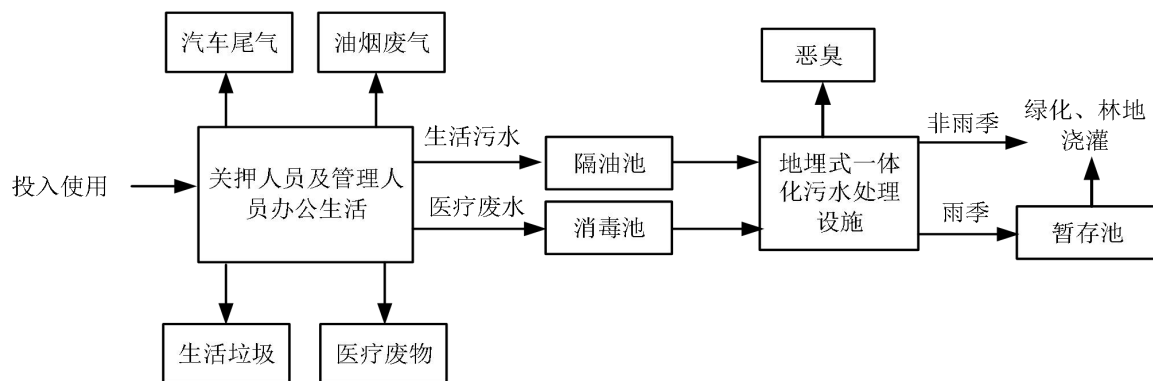 汽车尾气
油烟废气
恶臭
投入使用
关押人员及管理人
员办公生活
生活污水
医疗废水
隔油池
消毒池
地埋式一体
化污水处理
设施
非雨季
雨季
绿化、林地
浇灌
暂存池
生活垃圾
医疗废物